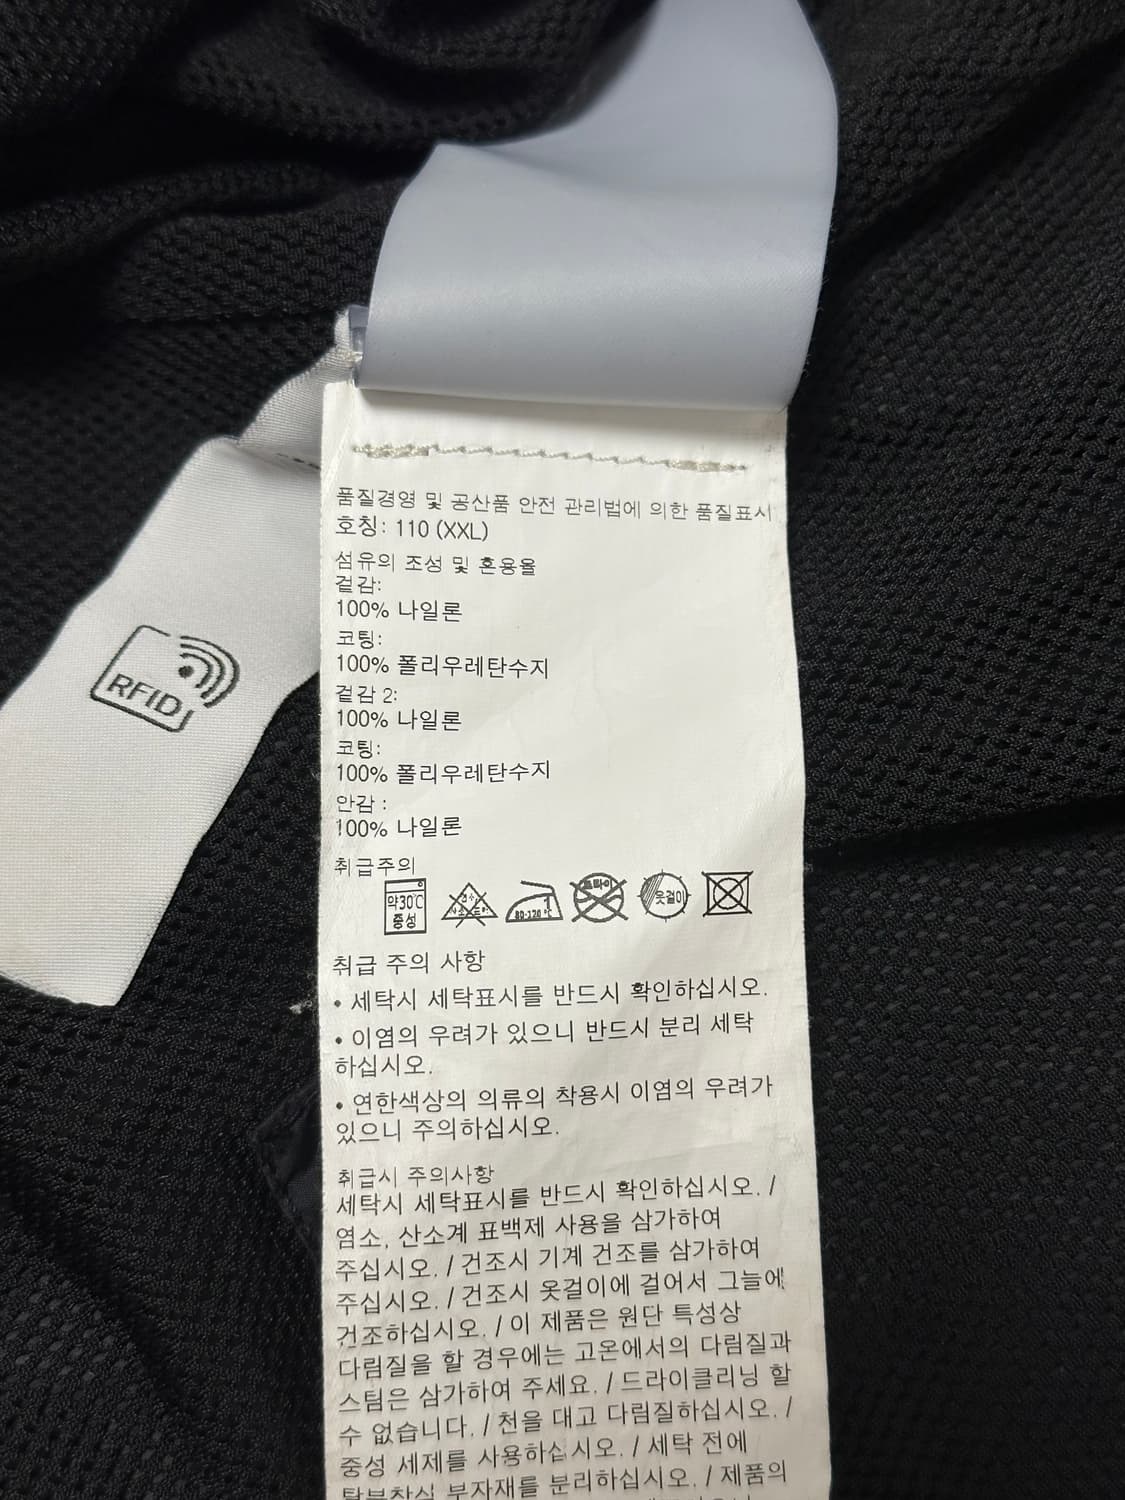 품질경영 및 공산품 안전 관리법에 의한 품질표시
호칭: 110 (XXL)
섬유의 조성 및 혼용율
겉감:
100% 나일론
코팅:
100% 폴리우레탄수지
겉감 2:
100% 나일론
코팅:
100% 폴리우레탄수지
안감 :
100% 나일론
취급주의
약30℃
중성
80-120℃
드라이
옷걸이
RFID
취급 주의 사항
• 세탁시 세탁표시를 반드시 확인하십시오.
• 이염의 우려가 있으니 반드시 분리 세탁
하십시오.
• 연한색상의 의류의 착용시 이염의 우려가
있으니 주의하십시오.
취급시 주의사항
세탁시 세탁표시를 반드시 확인하십시오. /
염소, 산소계 표백제 사용을 삼가하여
주십시오. / 건조시 기계 건조를 삼가하여
주십시오. / 건조시 옷걸이에 걸어서 그늘에
건조하십시오. / 이 제품은 원단 특성상
다림질을 할 경우에는 고온에서의 다림질과
스팀은 삼가하여 주세요. / 드라이클리닝 할
수 없습니다. / 천을 대고 다림질하십시오. /
중성 세제를 사용하십시오. / 세탁 전에
탈부착식 부자재를 분리하십시오. / 제품의